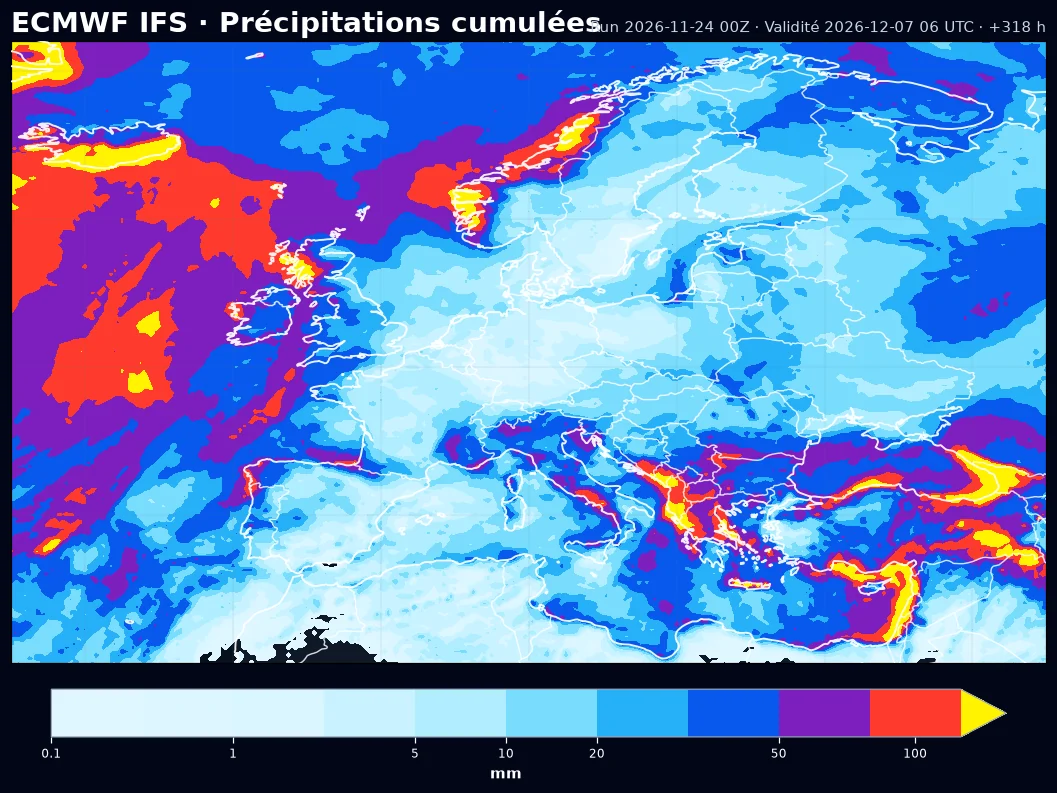 ECMWF IFS · Précipitations cumulées
Run 2026-11-24 00Z · Validité 2026-12-07 06 UTC · +318 h
0.1 1 5 10 20 50 100
mm